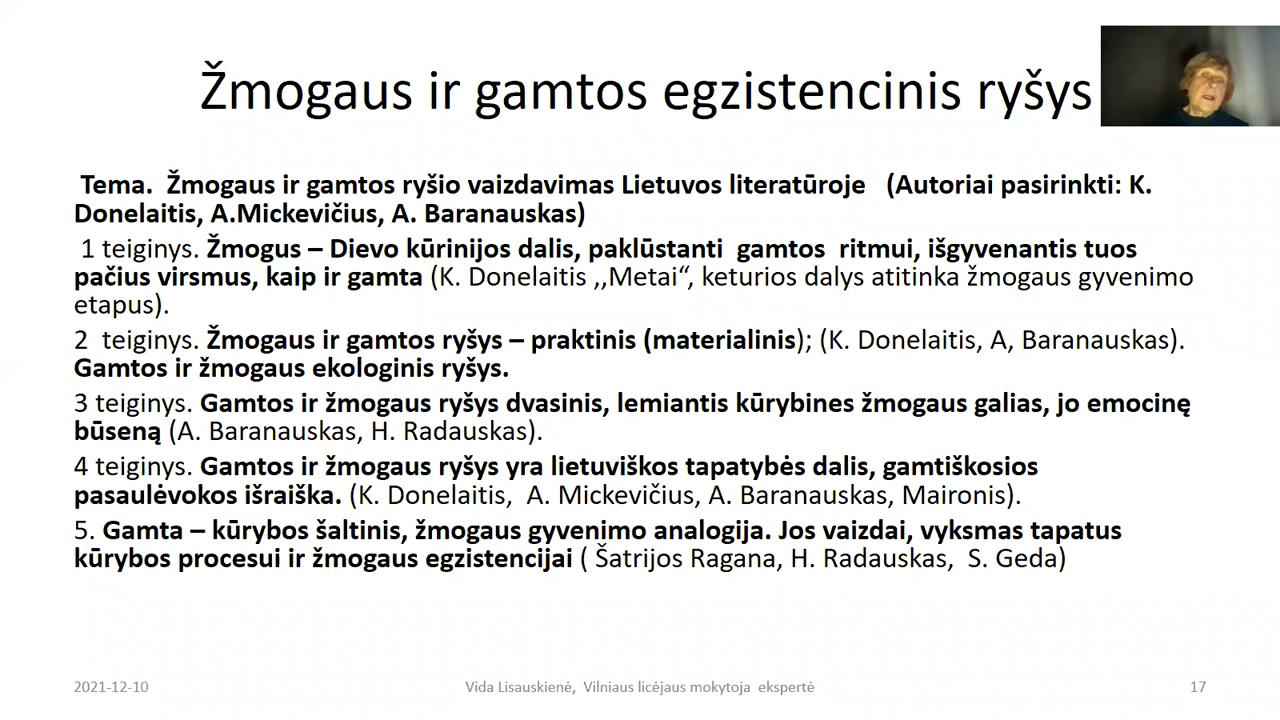 Žmogaus ir gamtos egzistencinis ryšys
Tema. Žmogaus ir gamtos ryšio vaizdavimas Lietuvos literatūroje (Autoriai pasirinkti: K.
Donelaitis, A.Mickevičius, A. Baranauskas)
1 teiginys. Žmogus – Dievo kūrinijos dalis, paklūstanti gamtos ritmui, išgyvenantis tuos
pačius virsmus, kaip ir gamta (K. Donelaitis ,,Metai“, keturios dalys atitinka žmogaus gyvenimo
etapus).
2 teiginys. Žmogaus ir gamtos ryšys – praktinis (materialinis); (K. Donelaitis, A, Baranauskas).
Gamtos ir žmogaus ekologinis ryšys.
3 teiginys. Gamtos ir žmogaus ryšys dvasinis, lemiantis kūrybines žmogaus galias, jo emocinę
būseną (A. Baranauskas, H. Radauskas).
4 teiginys. Gamtos ir žmogaus ryšys yra lietuviškos tapatybės dalis, gamtiškosios
pasaulėvokos išraiška. (K. Donelaitis, A. Mickevičius, A. Baranauskas, Maironis).
5. Gamta – kūrybos šaltinis, žmogaus gyvenimo analogija. Jos vaizdai, vyksmas tapatus
kūrybos procesui ir žmogaus egzistencijai ( Šatrijos Ragana, H. Radauskas, S. Geda)
2021-12-10
Vida Lisauskienė, Vilniaus licėjaus mokytoja ekspertė
17